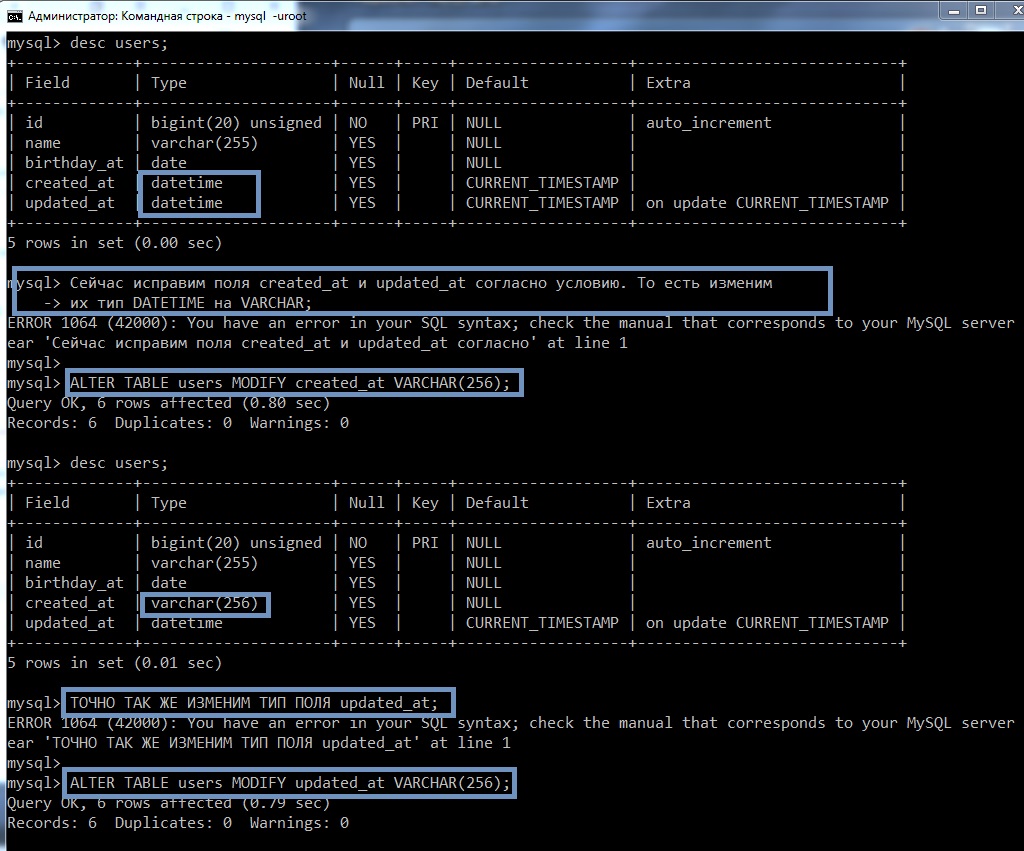 Администратор: Командная строка - mysql -uroot
mysql> desc users;
+-------------+---------------------+------+-----+-------------------+-----------------------------+
| Field       | Type                | Null | Key | Default           | Extra                       |
+-------------+---------------------+------+-----+-------------------+-----------------------------+
| id          | bigint(20) unsigned | NO   | PRI | NULL              | auto_increment              |
| name        | varchar(255)        | YES  |     | NULL              |                             |
| birthday_at | date                | YES  |     | NULL              |                             |
| created_at  | datetime            | YES  |     | CURRENT_TIMESTAMP |                             |
| updated_at  | datetime            | YES  |     | CURRENT_TIMESTAMP | on update CURRENT_TIMESTAMP |
+-------------+---------------------+------+-----+-------------------+-----------------------------+
5 rows in set (0.00 sec)
mysql> Сейчас исправим поля created_at и updated_at согласно условию. То есть изменим
-> их тип DATETIME на VARCHAR;
ERROR 1064 (42000): You have an error in your SQL syntax; check the manual that corresponds to your MySQL server
ear 'Сейчас исправим поля created_at и updated_at согласно' at line 1
mysql>
mysql> ALTER TABLE users MODIFY created_at VARCHAR(256);
Query OK, 6 rows affected (0.80 sec)
Records: 6  Duplicates: 0  Warnings: 0
mysql> desc users;
+-------------+---------------------+------+-----+-------------------+-----------------------------+
| Field       | Type                | Null | Key | Default           | Extra                       |
+-------------+---------------------+------+-----+-------------------+-----------------------------+
| id          | bigint(20) unsigned | NO   | PRI | NULL              | auto_increment              |
| name        | varchar(255)        | YES  |     | NULL              |                             |
| birthday_at | date                | YES  |     | NULL              |                             |
| created_at  | varchar(256)        | YES  |     | NULL              |                             |
| updated_at  | datetime            | YES  |     | CURRENT_TIMESTAMP | on update CURRENT_TIMESTAMP |
+-------------+---------------------+------+-----+-------------------+-----------------------------+
5 rows in set (0.01 sec)
mysql> ТОЧНО ТАК ЖЕ ИЗМЕНИМ ТИП ПОЛЯ updated_at;
ERROR 1064 (42000): You have an error in your SQL syntax; check the manual that corresponds to your MySQL server
ear 'ТОЧНО ТАК ЖЕ ИЗМЕНИМ ТИП ПОЛЯ updated_at' at line 1
mysql>
mysql> ALTER TABLE users MODIFY updated_at VARCHAR(256);
Query OK, 6 rows affected (0.79 sec)
Records: 6  Duplicates: 0  Warnings: 0